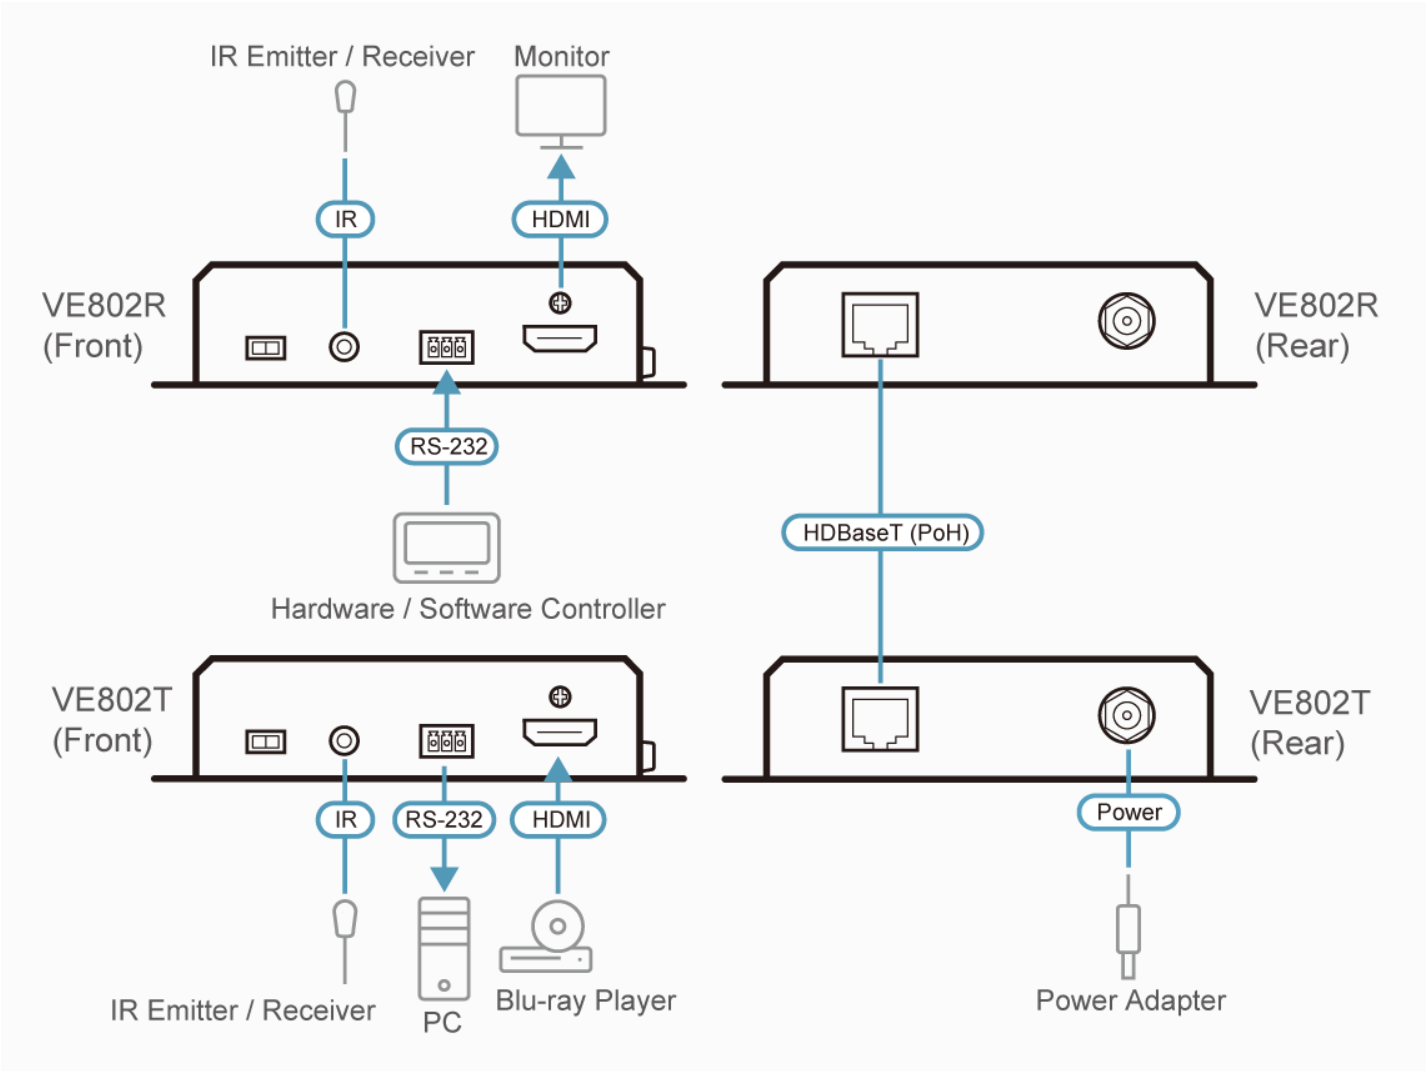 IR Emitter / Receiver
Monitor
IR
HDMI
VE802R
(Front)
VE802R
(Rear)
RS-232
HDBaseT (PoH)
Hardware / Software Controller
VE802T
(Front)
VE802T
(Rear)
IR
RS-232
HDMI
Power
IR Emitter / Receiver
PC
Blu-ray Player
Power Adapter